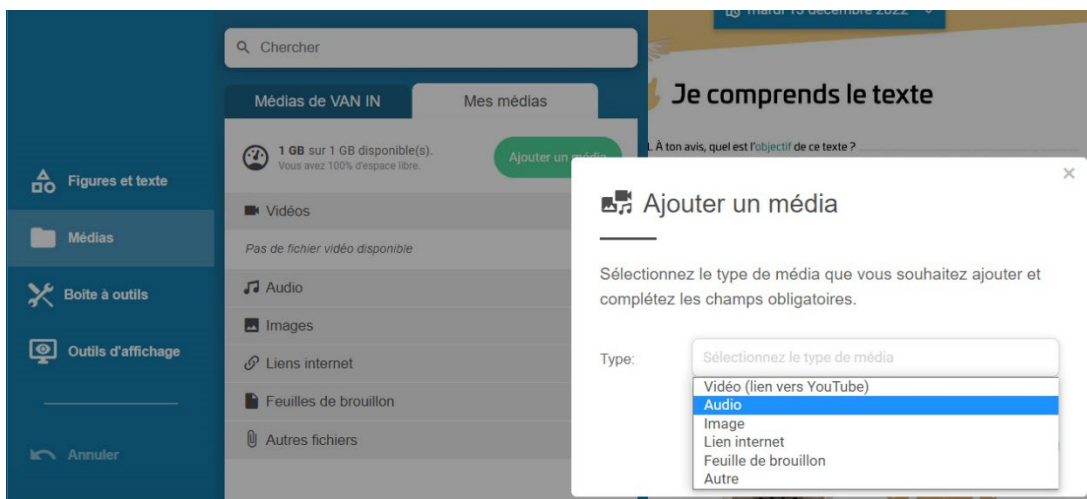 Figures et texte
Médias
Boîte à outils
Outils d'affichage
Annuler
Chercher
Médias de VAN IN
Mes médias
1 GB sur 1 GB disponible(s).
Vous avez 100% d'espace libre.
Ajouter un média
Vidéos
Pas de fichier vidéo disponible
Audio
Images
Liens internet
Feuilles de brouillon
Autres fichiers
mardi 13 décembre 2022
Je comprends le texte
1. À ton avis, quel est l'objectif de ce texte ?
Ajouter un média
Sélectionnez le type de média que vous souhaitez ajouter et
complétez les champs obligatoires.
Type:
Sélectionnez le type de média
Vidéo (lien vers YouTube)
Audio
Image
Lien internet
Feuille de brouillon
Autre